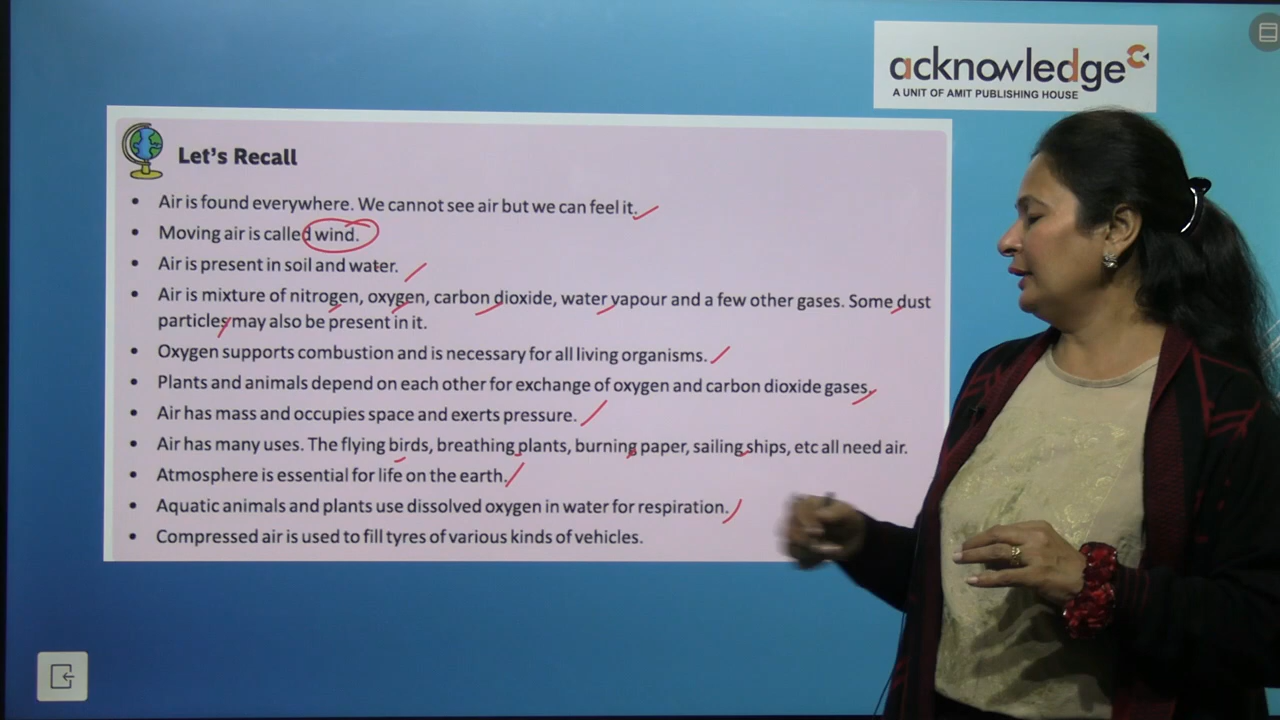 acknowledge
A UNIT OF AMIT PUBLISHING HOUSE
Let's Recall
• Air is found everywhere. We cannot see air but we can feel it.
• Moving air is called wind.
• Air is present in soil and water.
• Air is mixture of nitrogen, oxygen, carbon dioxide, water vapour and a few other gases. Some dust
particles may also be present in it.
• Oxygen supports combustion and is necessary for all living organisms.
• Plants and animals depend on each other for exchange of oxygen and carbon dioxide gases.
• Air has mass and occupies space and exerts pressure.
• Air has many uses. The flying birds, breathing plants, burning paper, sailing ships, etc all need air.
• Atmosphere is essential for life on the earth.
• Aquatic animals and plants use dissolved oxygen in water for respiration.
• Compressed air is used to fill tyres of various kinds of vehicles.